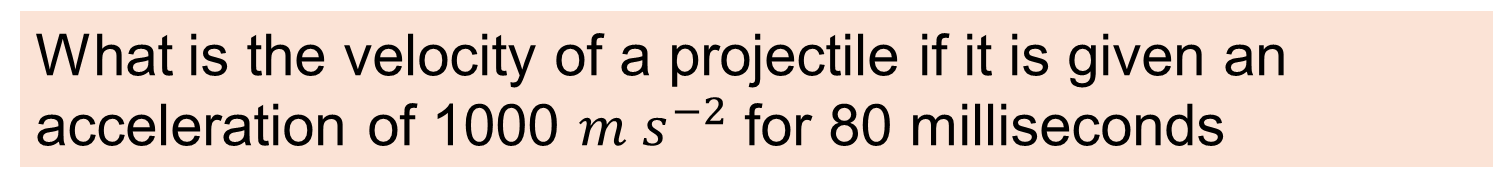 What is the velocity of a projectile if it is given an
acceleration of 1000 𝑚 𝑠⁻² for 80 milliseconds